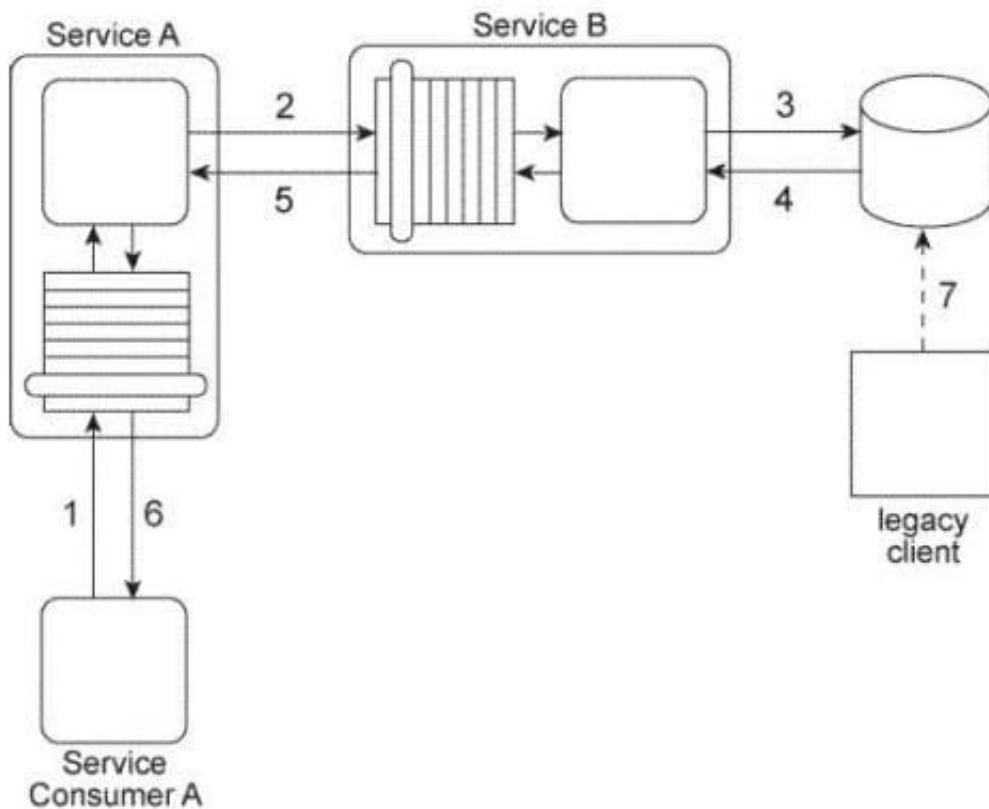 Service A
Service B
2
3
5
4
7
1
6
legacy
client
Service
Consumer A